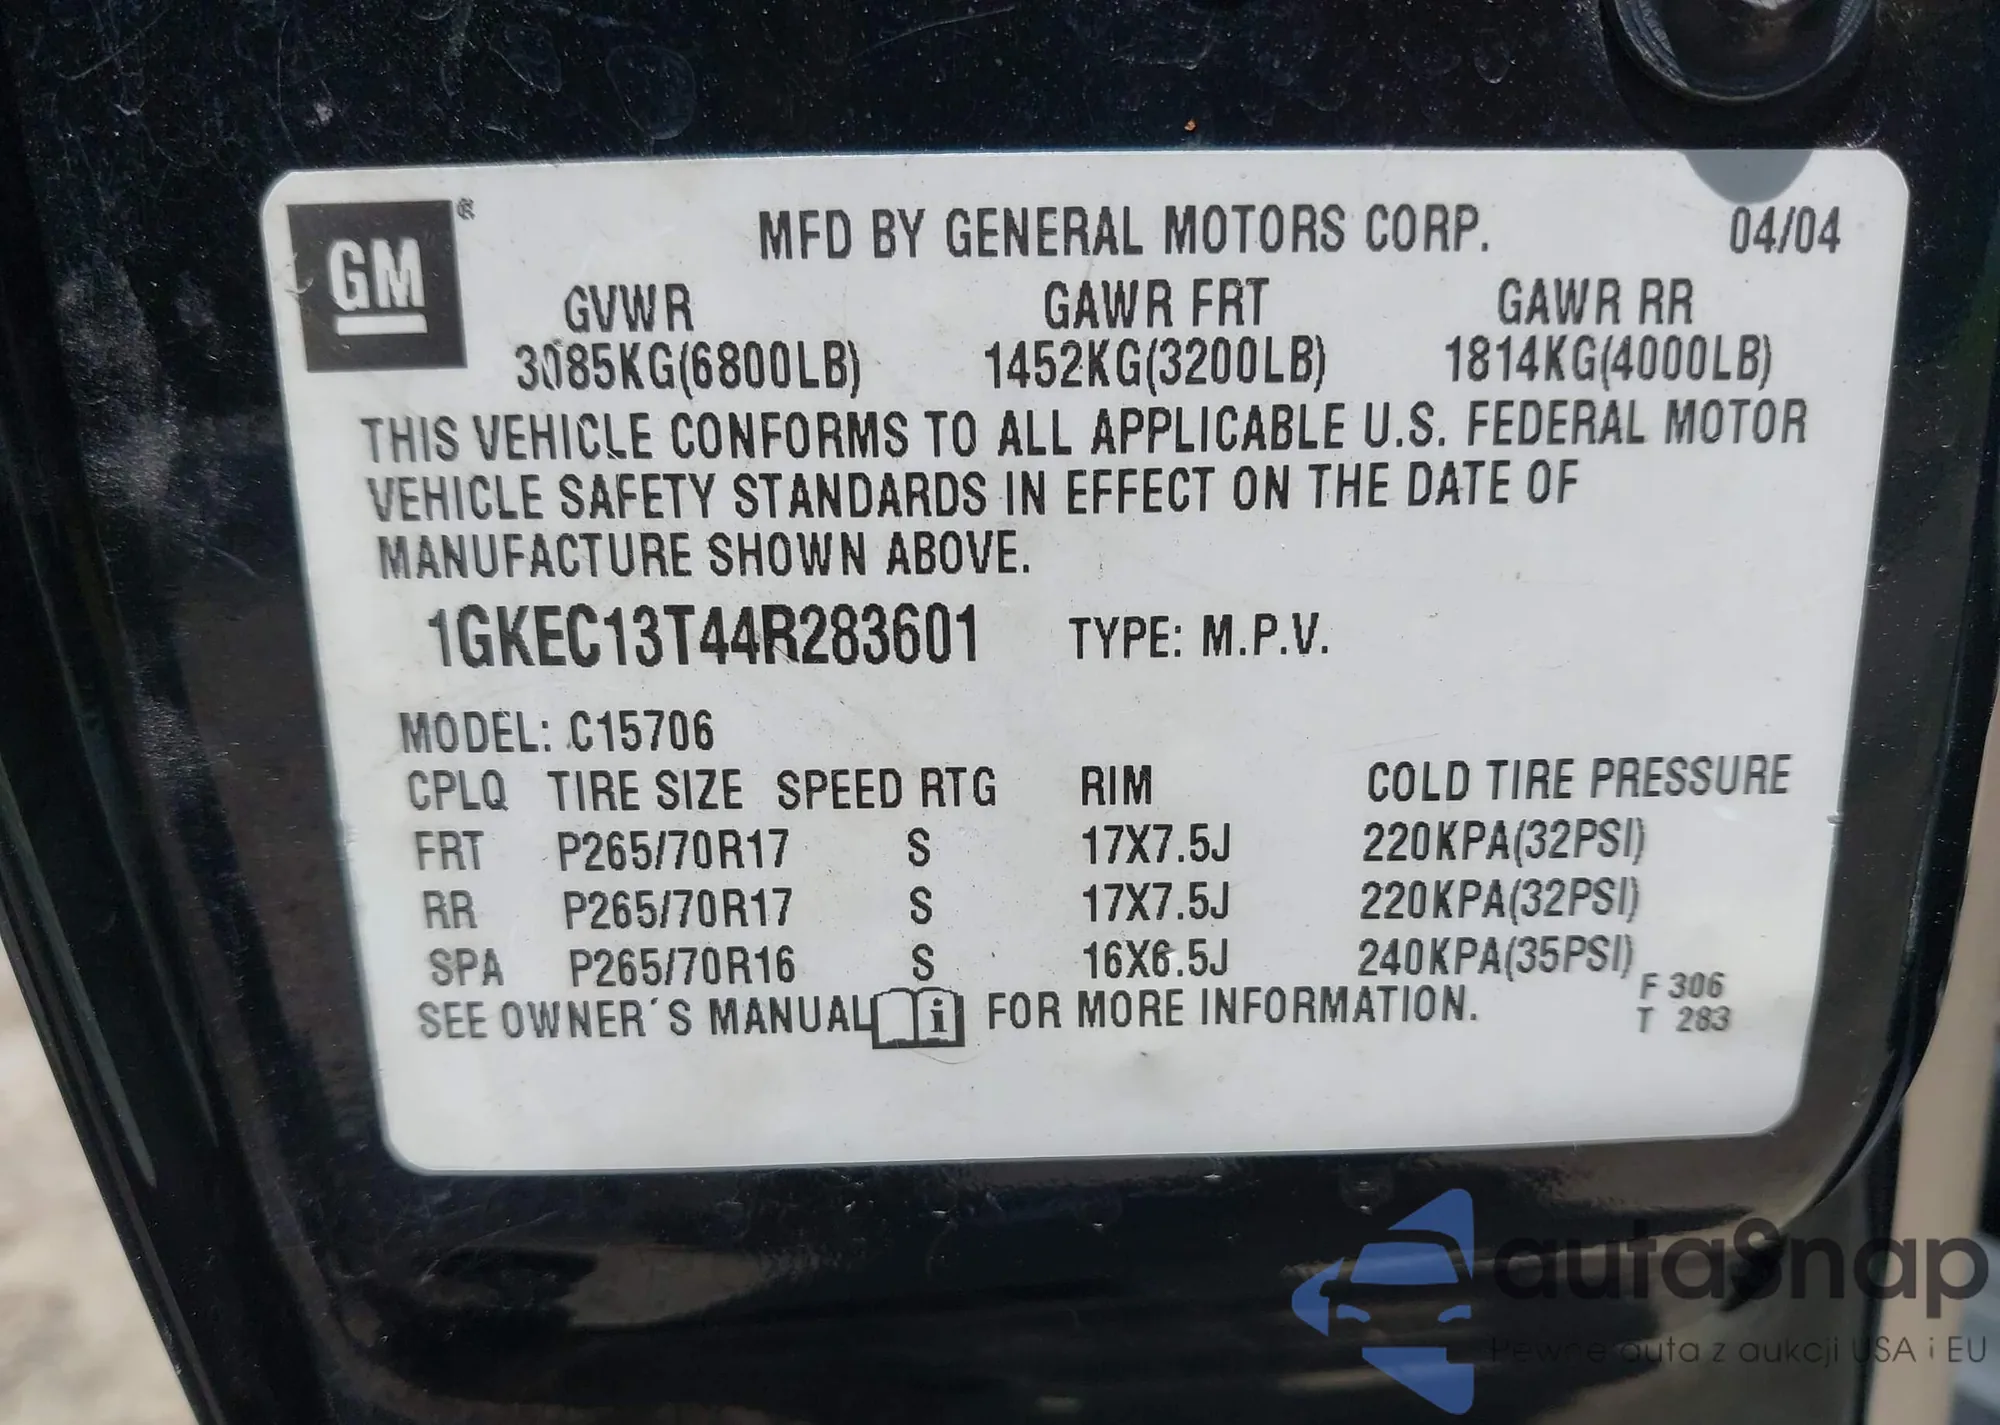 GM ®
MFD BY GENERAL MOTORS CORP. 04/04
GVWR GAWR FRT GAWR RR
3085KG(6800LB) 1452KG(3200LB) 1814KG(4000LB)
THIS VEHICLE CONFORMS TO ALL APPLICABLE U.S. FEDERAL MOTOR
VEHICLE SAFETY STANDARDS IN EFFECT ON THE DATE OF
MANUFACTURE SHOWN ABOVE.
1GKEC13T44R283601 TYPE: M.P.V.
MODEL: C15706
CPLQ TIRE SIZE SPEED RTG RIM COLD TIRE PRESSURE
FRT P265/70R17 S 17X7.5J 220KPA(32PSI)
RR P265/70R17 S 17X7.5J 220KPA(32PSI)
SPA P265/70R16 S 16X6.5J 240KPA(35PSI)
SEE OWNER´S MANUAL i FOR MORE INFORMATION.
F 306
T 283
autaSnap
Pewne auta z aukcji USA i EU